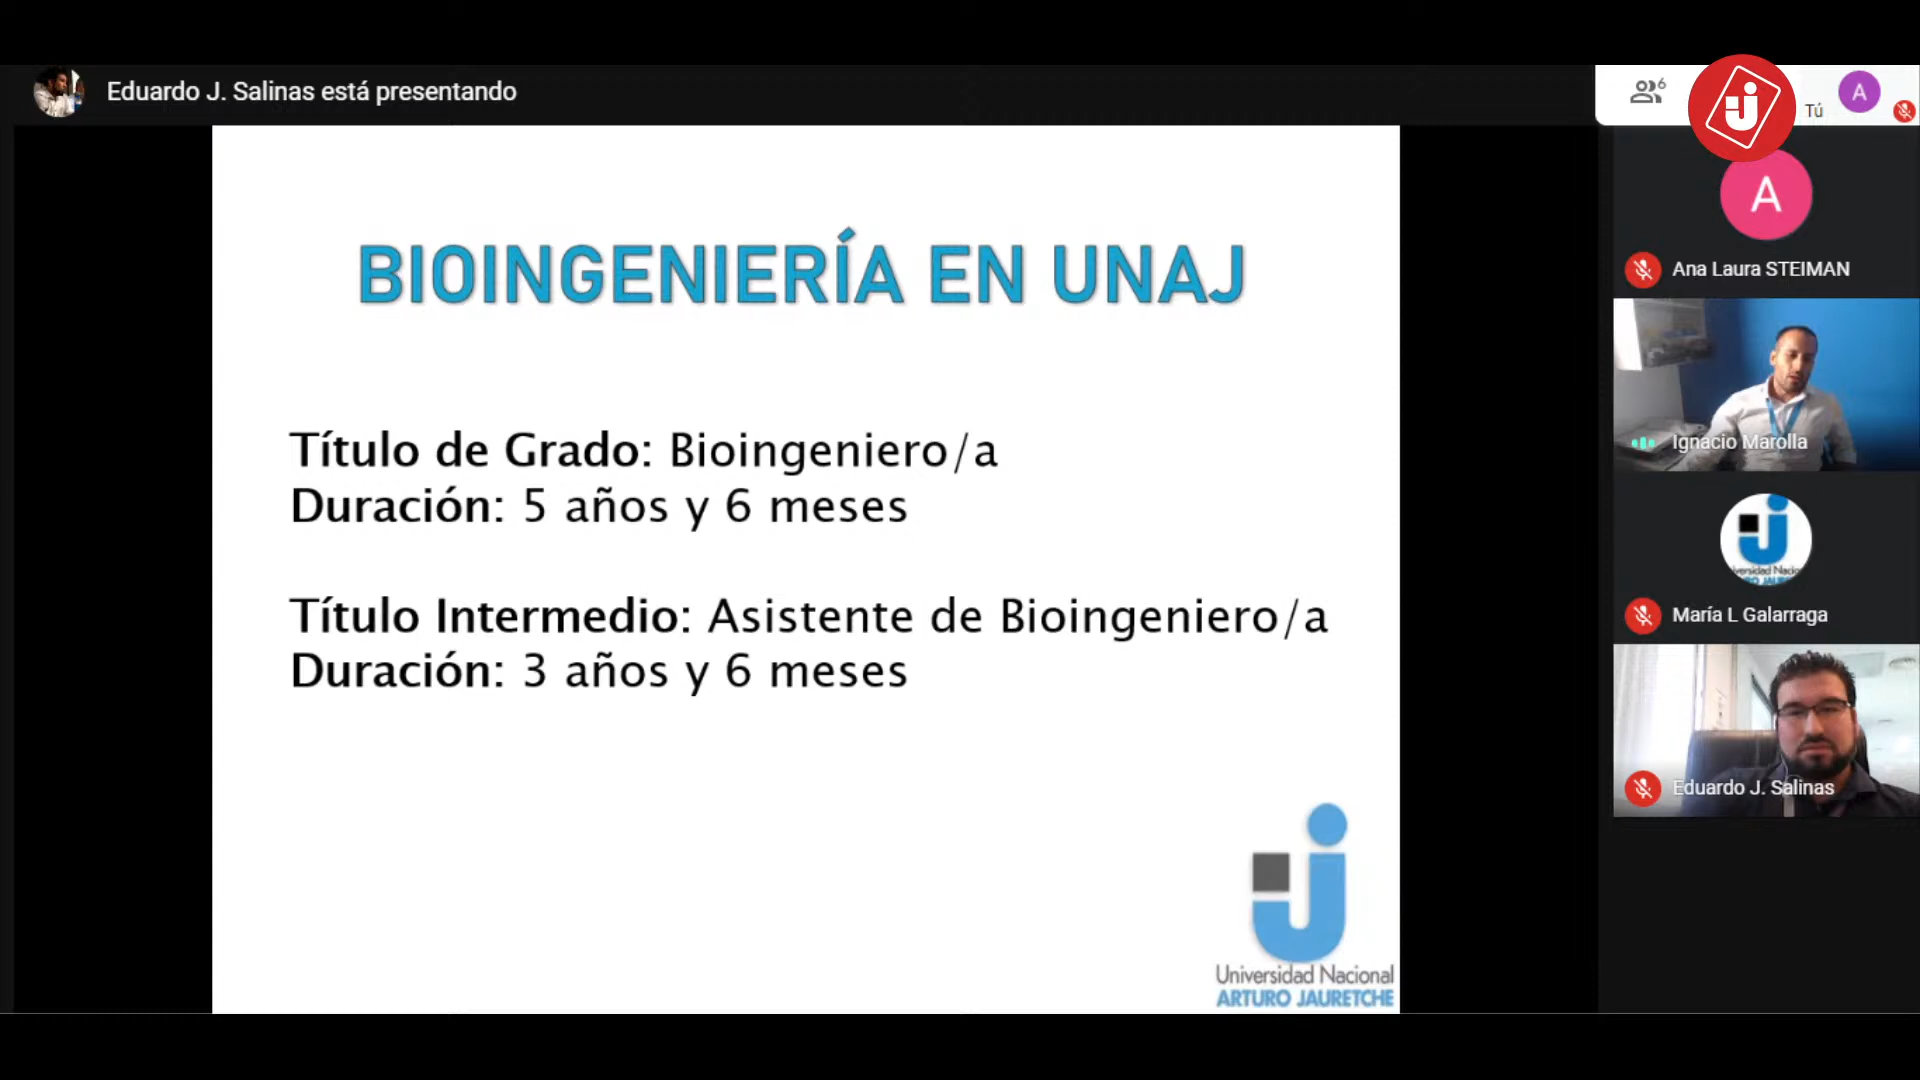 Eduardo J. Salinas está presentando
6
Tú
A
BIOINGENIERÍA EN UNAJ
Título de Grado: Bioingeniero/a
Duración: 5 años y 6 meses
Título Intermedio: Asistente de Bioingeniero/a
Duración: 3 años y 6 meses
Universidad Nacional
ARTURO JAURETCHE
A
Ana Laura STEIMAN
Ignacio Marolla
María L Galarraga
Eduardo J. Salinas